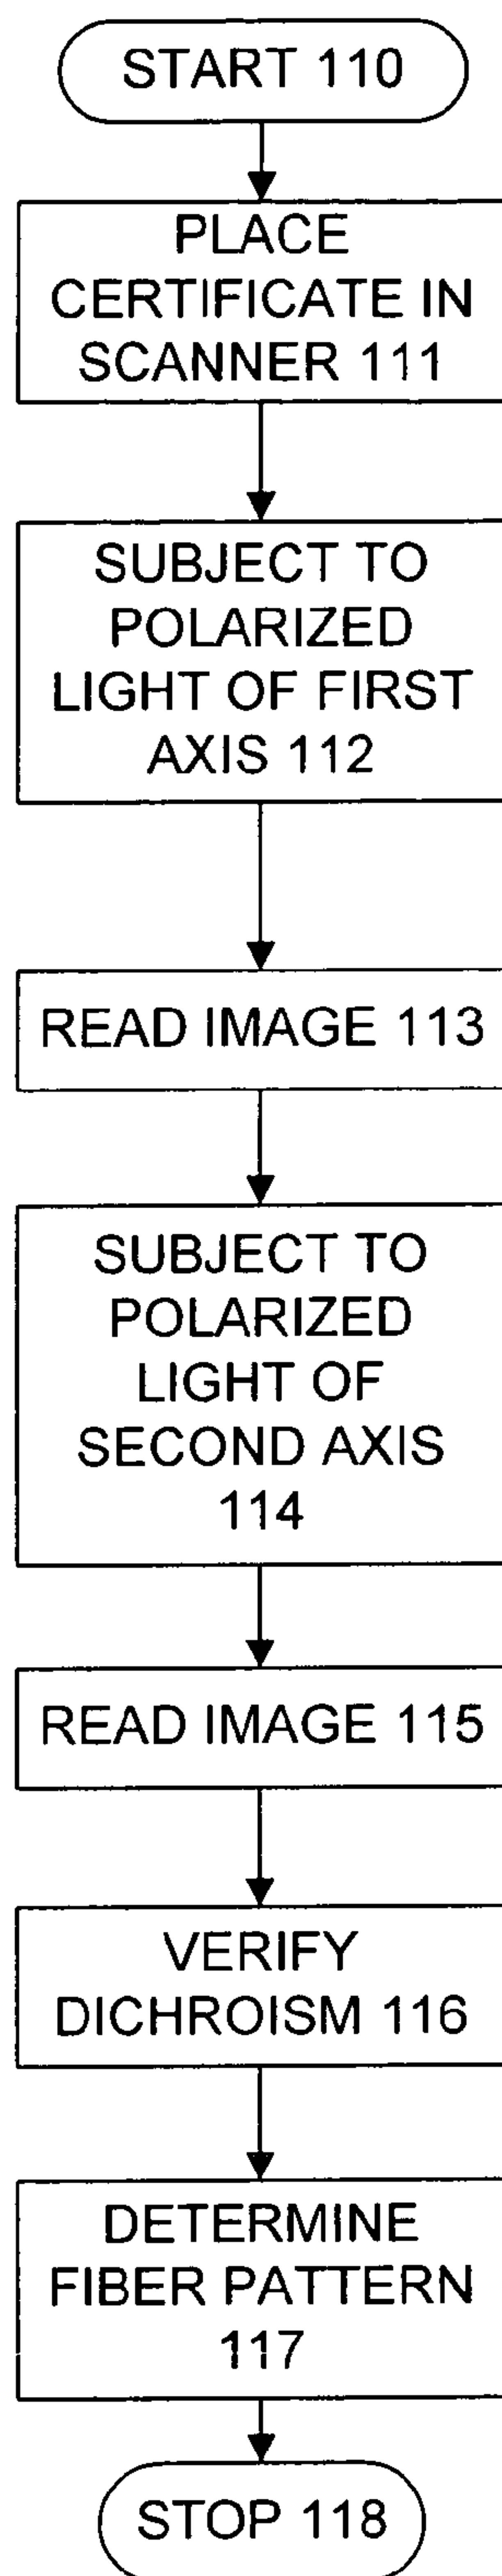 START 110
PLACE
CERTIFICATE IN
SCANNER 111
SUBJECT TO
POLARIZED
LIGHT OF FIRST
AXIS 112
READ IMAGE 113
SUBJECT TO
POLARIZED
LIGHT OF
SECOND AXIS
114
READ IMAGE 115
VERIFY
DICHROISM 116
DETERMINE
FIBER PATTERN
117
STOP 118